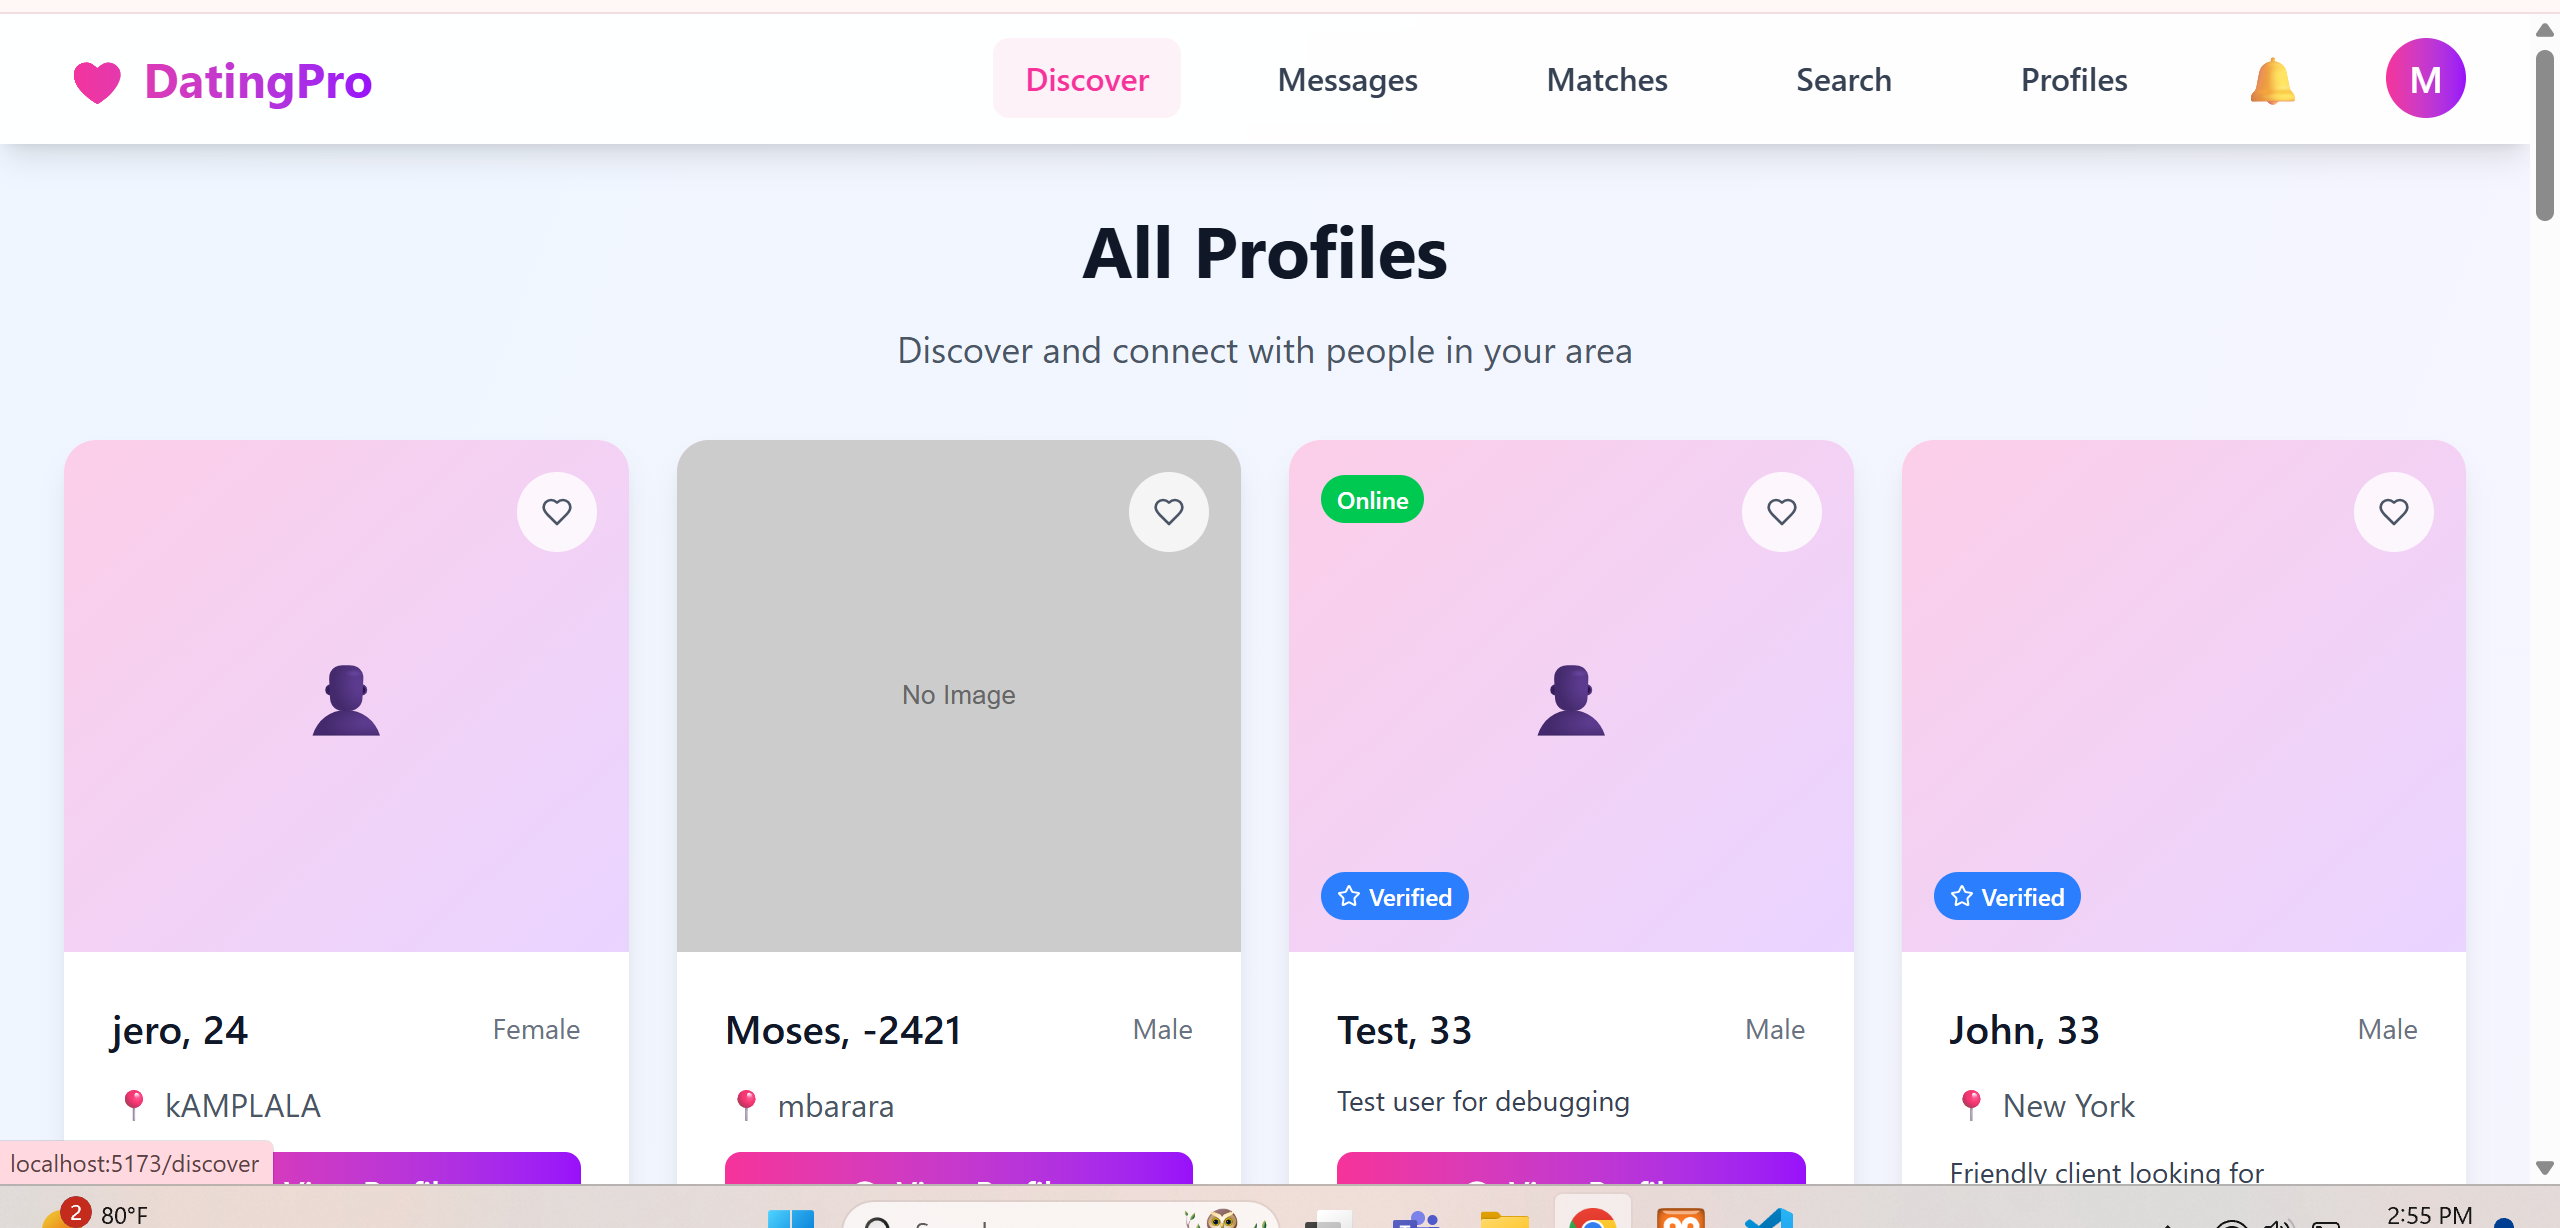 DatingPro
Discover
Messages
Matches
Search
Profiles
M
All Profiles
Discover and connect with people in your area
No Image
Online
Verified
Verified
jero, 24
Female
Moses, -2421
Male
Test, 33
Male
John, 33
Male
kAMPLALA
mbarara
Test user for debugging
New York
Friendly client looking for
localhost:5173/discover
2
80°F
2:55 PM